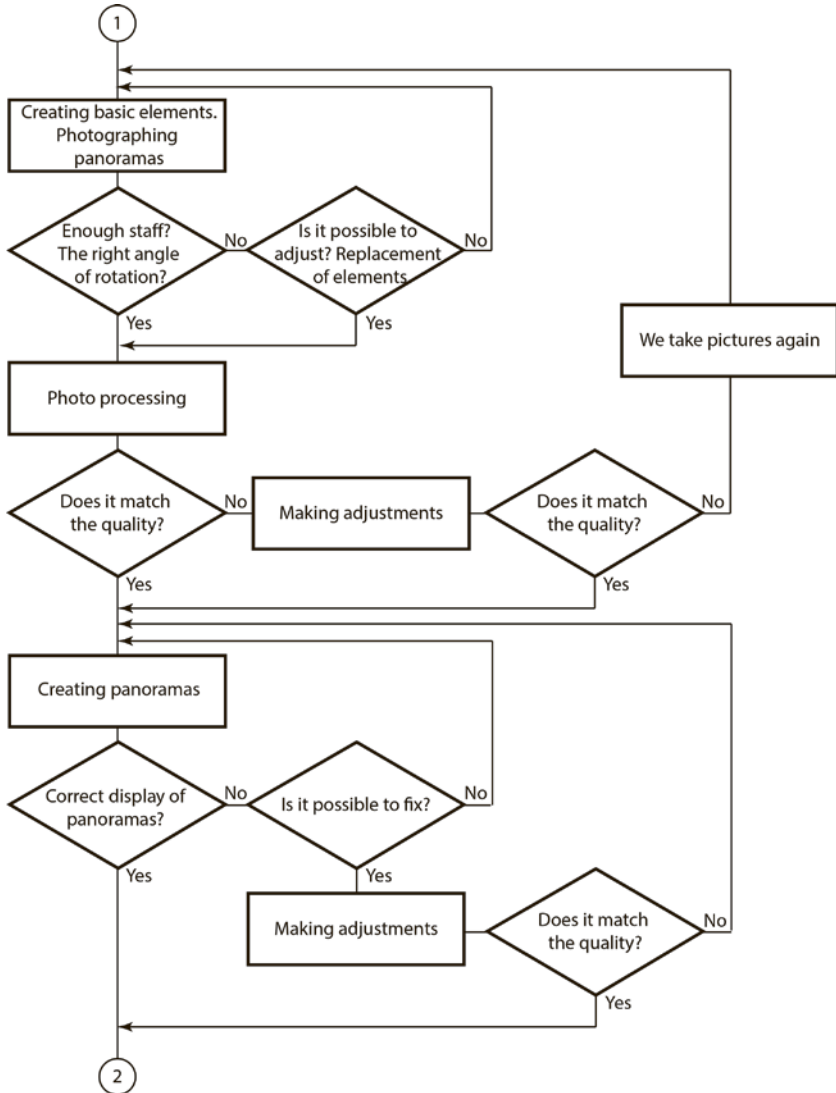 1
Creating basic elements.
Photographing
panoramas
Enough staff?
The right angle
of rotation?
No
Is it possible to
adjust? Replacement
of elements
No
Yes
Yes
We take pictures again
Photo processing
Does it match
the quality?
No
Making adjustments
Does it match
the quality?
No
Yes
Yes
Creating panoramas
Correct display of
panoramas?
No
Is it possible to fix?
No
Yes
Yes
Making adjustments
Does it match
the quality?
No
Yes
2